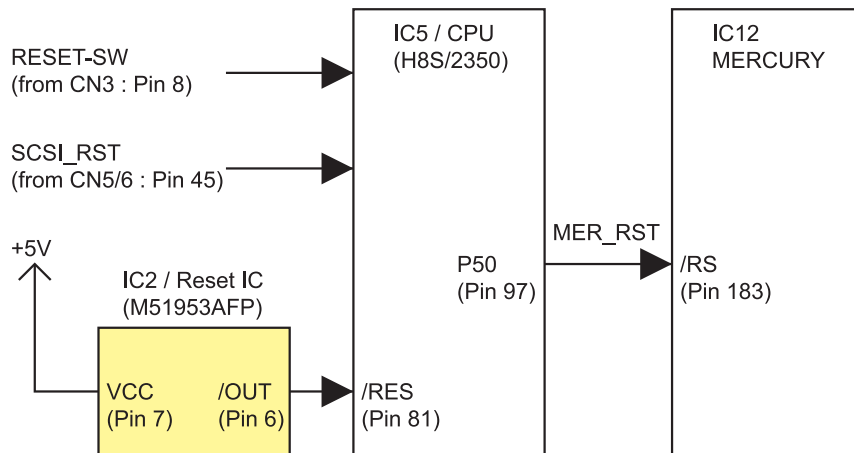 RESET-SW
(from CN3 : Pin 8)
SCSI_RST
(from CN5/6 : Pin 45)
+5V
IC2 / Reset IC
(M51953AFP)
VCC
(Pin 7)
/OUT
(Pin 6)
IC5 / CPU
(H8S/2350)
/RES
(Pin 81)
P50
(Pin 97)
MER_RST
IC12
MERCURY
/RS
(Pin 183)